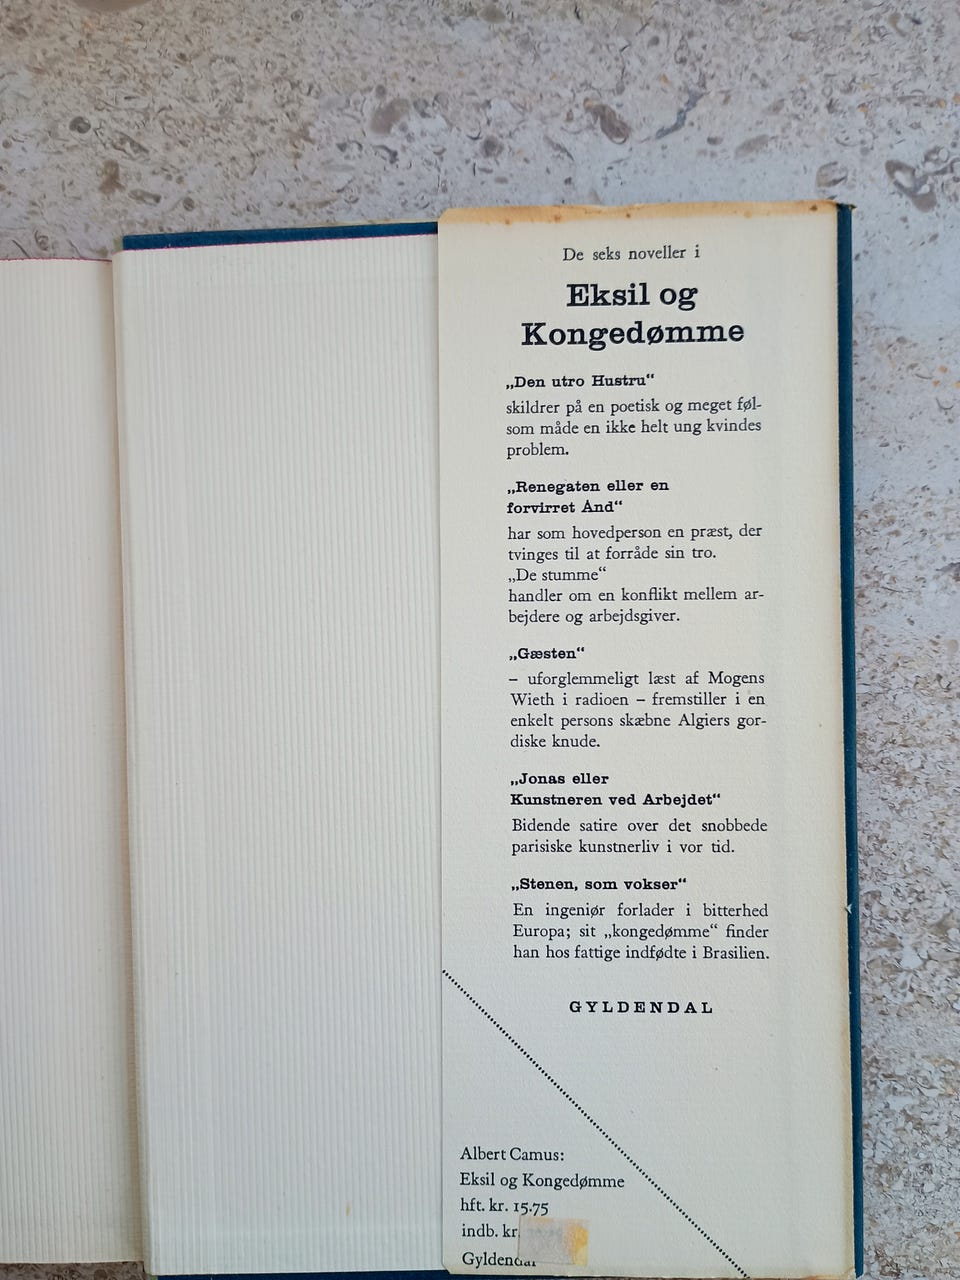 De seks noveller i
Eksil og
Kongedømme
„Den utro Hustru“
skildrer på en poetisk og meget føl-
som måde en ikke helt ung kvindes
problem.
„Renegaten eller en
forvirret Ånd“
har som hovedperson en præst, der
tvinges til at forråde sin tro.
„De stumme“
handler om en konflikt mellem ar-
bejdere og arbejdsgiver.
„Gæsten“
– uforglemmeligt læst af Mogens
Wieth i radioen – fremstiller i en
enkelt persons skæbne Algiers gor-
diske knude.
„Jonas eller
Kunstneren ved Arbejdet“
Bidende satire over det snobbede
parisiske kunstnerliv i vor tid.
„Stenen, som vokser“
En ingeniør forlader i bitterhed
Europa; sit „kongedømme“ finder
han hos fattige indfødte i Brasilien.
GYLDENDAL
Albert Camus:
Eksil og Kongedømme
hft. kr. 15.75
indb. kr.
Gyldendal